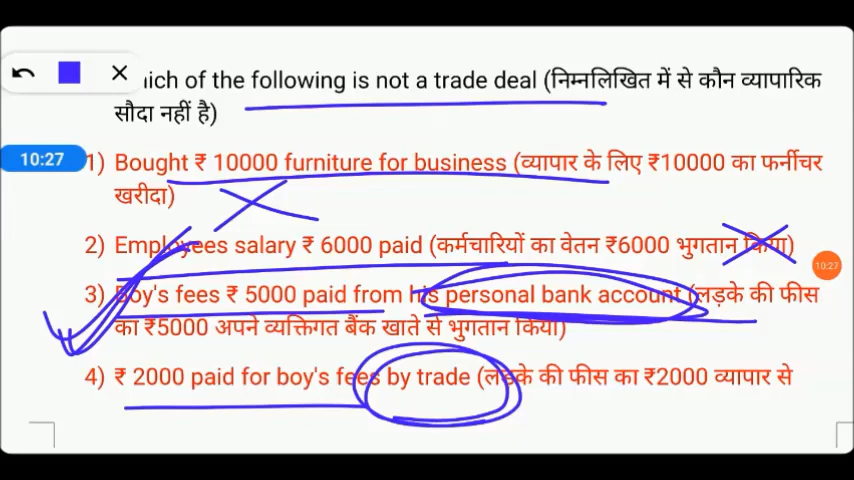 ich of the following is not a trade deal (निम्नलिखित में से कौन व्यापारिक
सौदा नहीं है)
10:27
1) Bought ₹ 10000 furniture for business (व्यापार के लिए ₹10000 का फर्नीचर
खरीदा)
2) Employees salary ₹ 6000 paid (कर्मचारियों का वेतन ₹6000 भुगतान किया)
10:27
3) Boy's fees ₹ 5000 paid from his personal bank account (लड़के की फीस
का ₹5000 अपने व्यक्तिगत बैंक खाते से भुगतान किया)
4) ₹ 2000 paid for boy's fees by trade (लड़के की फीस का ₹2000 व्यापार से